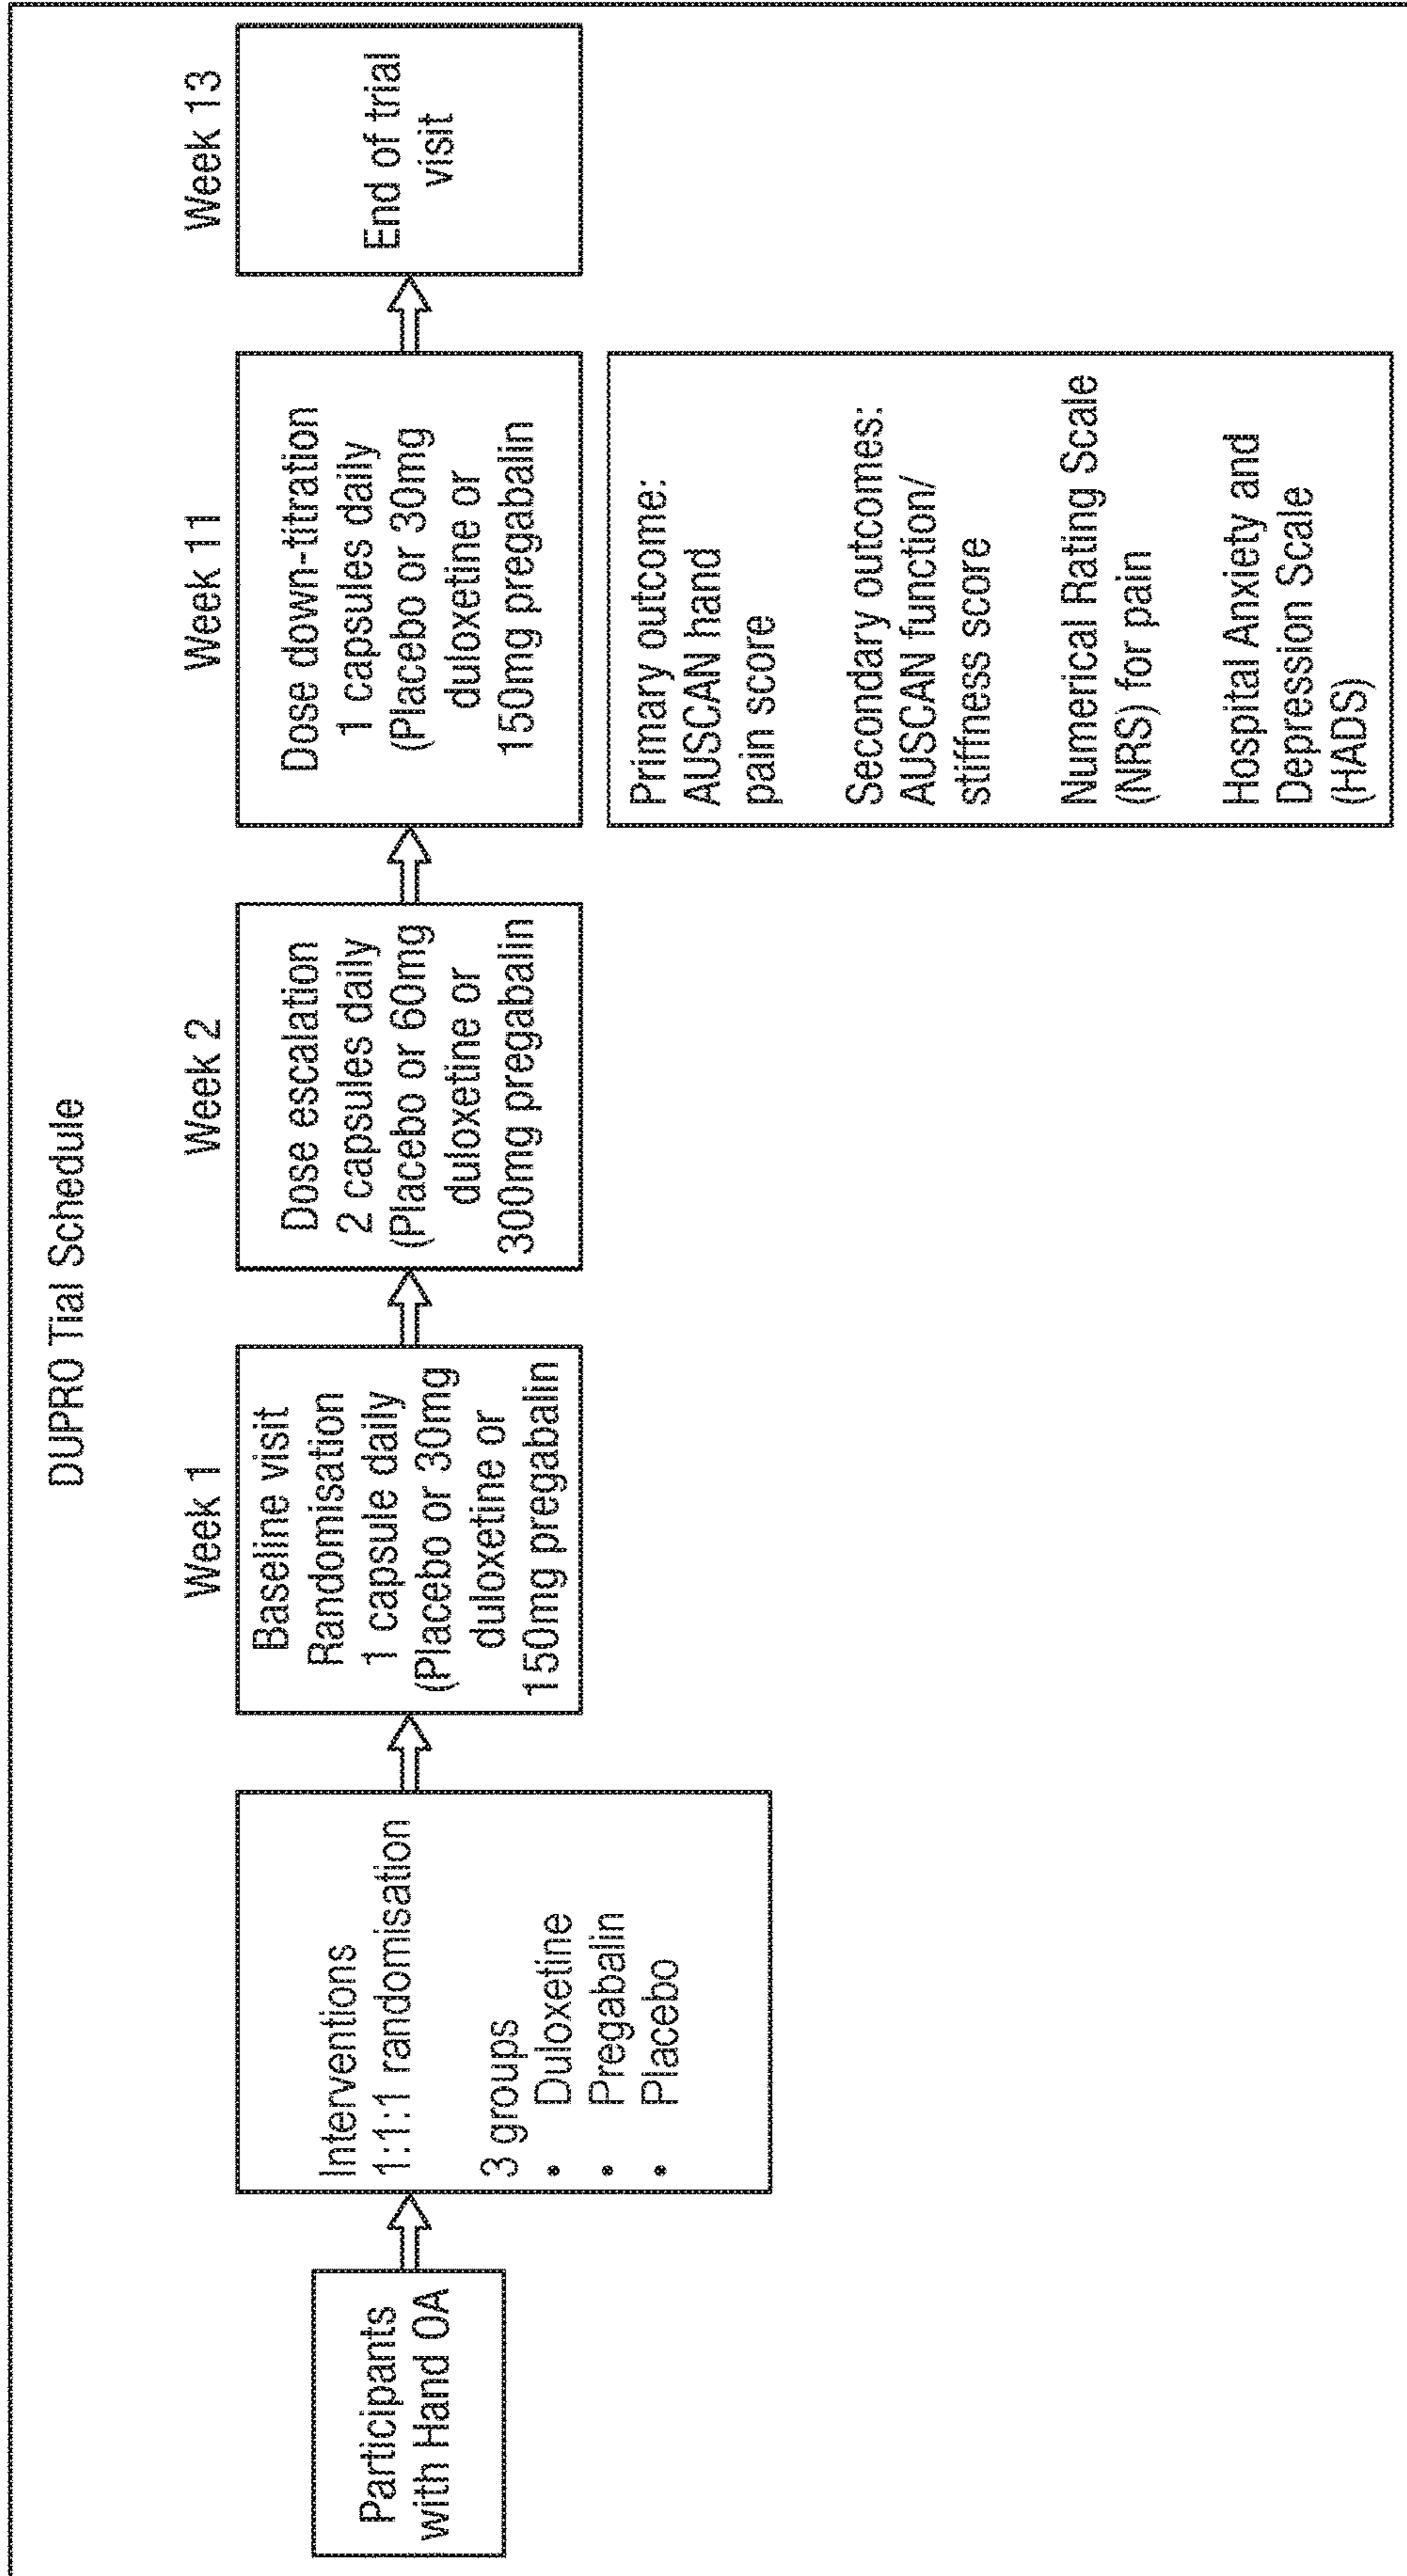 DUPRO Tial Schedule
Participants
with Hand OA
Interventions
1:1:1 randomisation
3 groups
• Duloxetine
• Pregabalin
• Placebo
Week 1
Baseline visit
Randomisation
1 capsule daily
(Placebo or 30mg
duloxetine or
150mg pregabalin
Week 2
Dose escalation
2 capsules daily
(Placebo or 60mg
duloxetine or
300mg pregabalin
Week 11
Dose down-titration
1 capsules daily
(Placebo or 30mg
duloxetine or
150mg pregabalin
Primary outcome:
AUSCAN hand
pain score
Secondary outcomes:
AUSCAN function/
stiffness score
Numerical Rating Scale
(NRS) for pain
Hospital Anxiety and
Depression Scale
(HADS)
Week 13
End of trial
visit